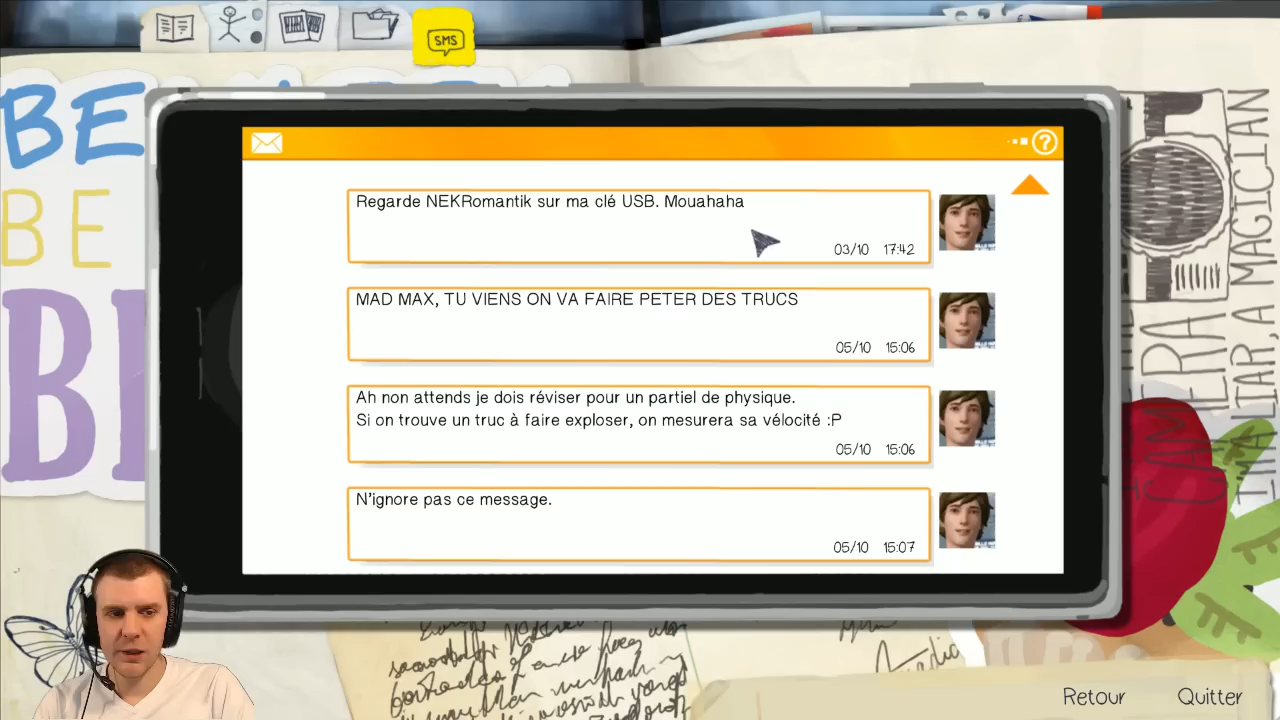 SMS
BE
BE
Regarde NEKRomantik sur ma clé USB. Mouahaha
03/10 17:42
MAD MAX, TU VIENS ON VA FAIRE PETER DES TRUCS
05/10 15:06
Ah non attends je dois réviser pour un partiel de physique.
Si on trouve un truc à faire exploser, on mesurera sa vélocité :P
05/10 15:06
N'ignore pas ce message.
05/10 15:07
CAMERA
LIAR, A MAGICIAN
Retour Quitter